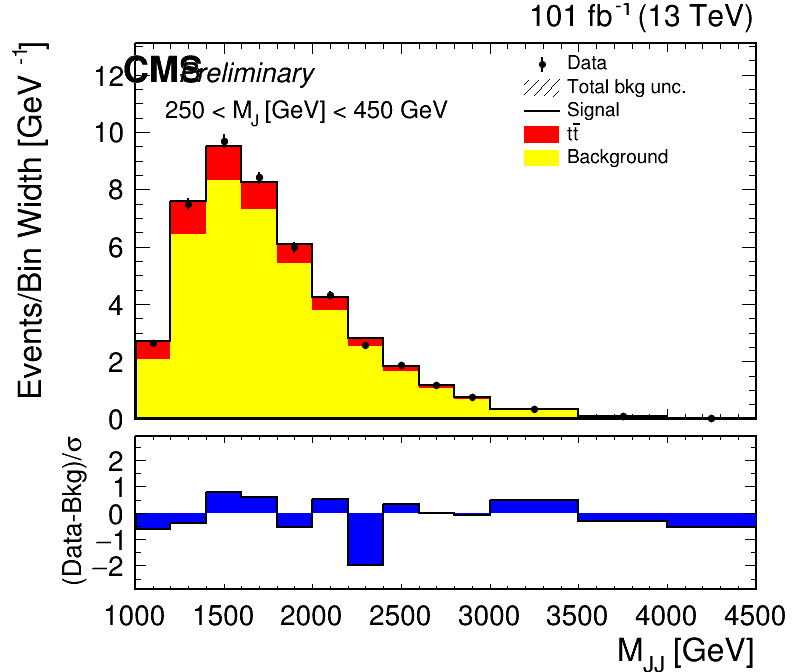 101 fb⁻¹ (13 TeV)
CMS Preliminary
250 < M_J [GeV] < 450 GeV
Data
Total bkg unc.
Signal
tt̄
Background
Events/Bin Width [GeV⁻¹]
12
10
8
6
4
2
0
(Data-Bkg)/σ
2
1
0
−1
−2
1000 1500 2000 2500 3000 3500 4000 4500
M_JJ [GeV]